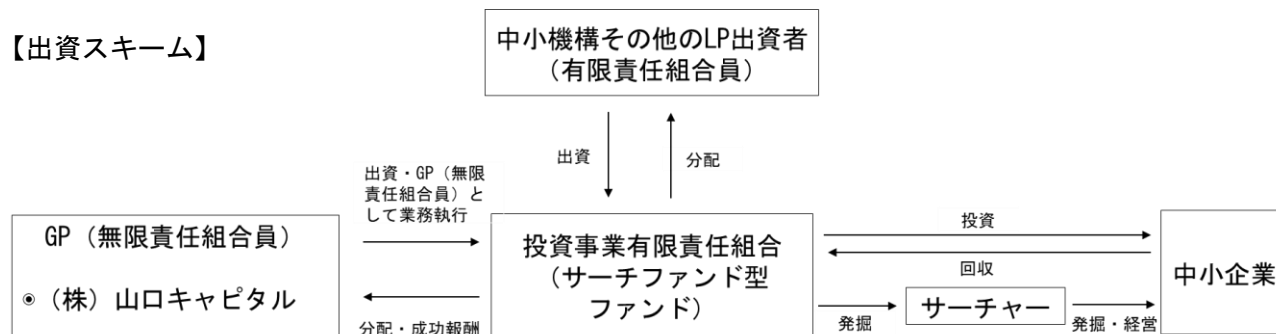 【出資スキーム】
中小機構その他のLP出資者
（有限責任組合員）
出資
分配
出資・GP（無限
責任組合員）と
して業務執行
GP（無限責任組合員）
◉（株）山口キャピタル
分配・成功報酬
投資事業有限責任組合
（サーチファンド型
ファンド）
投資
回収
発掘
サーチャー
発掘・経営
中小企業